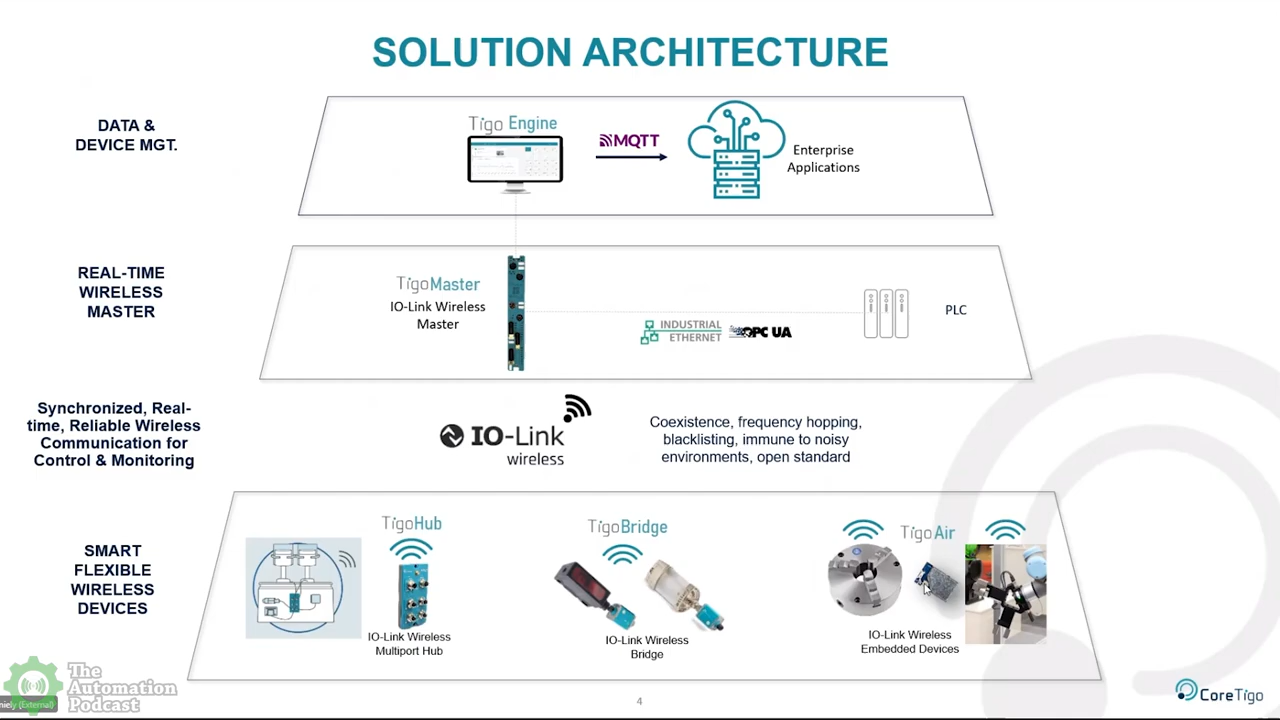 SOLUTION ARCHITECTURE
DATA &
DEVICE MGT.
Tigo Engine
MQTT
Enterprise
Applications
REAL-TIME
WIRELESS
MASTER
TigoMaster
IO-Link Wireless
Master
INDUSTRIAL
ETHERNET
OPC UA
PLC
Synchronized, Real-
time, Reliable Wireless
Communication for
Control & Monitoring
IO-Link
wireless
Coexistence, frequency hopping,
blacklisting, immune to noisy
environments, open standard
SMART
FLEXIBLE
WIRELESS
DEVICES
TigoHub
IO-Link Wireless
Multiport Hub
TigoBridge
IO-Link Wireless
Bridge
TigoAir
IO-Link Wireless
Embedded Devices
The
Automation
Podcast
(External)
4
CoreTigo